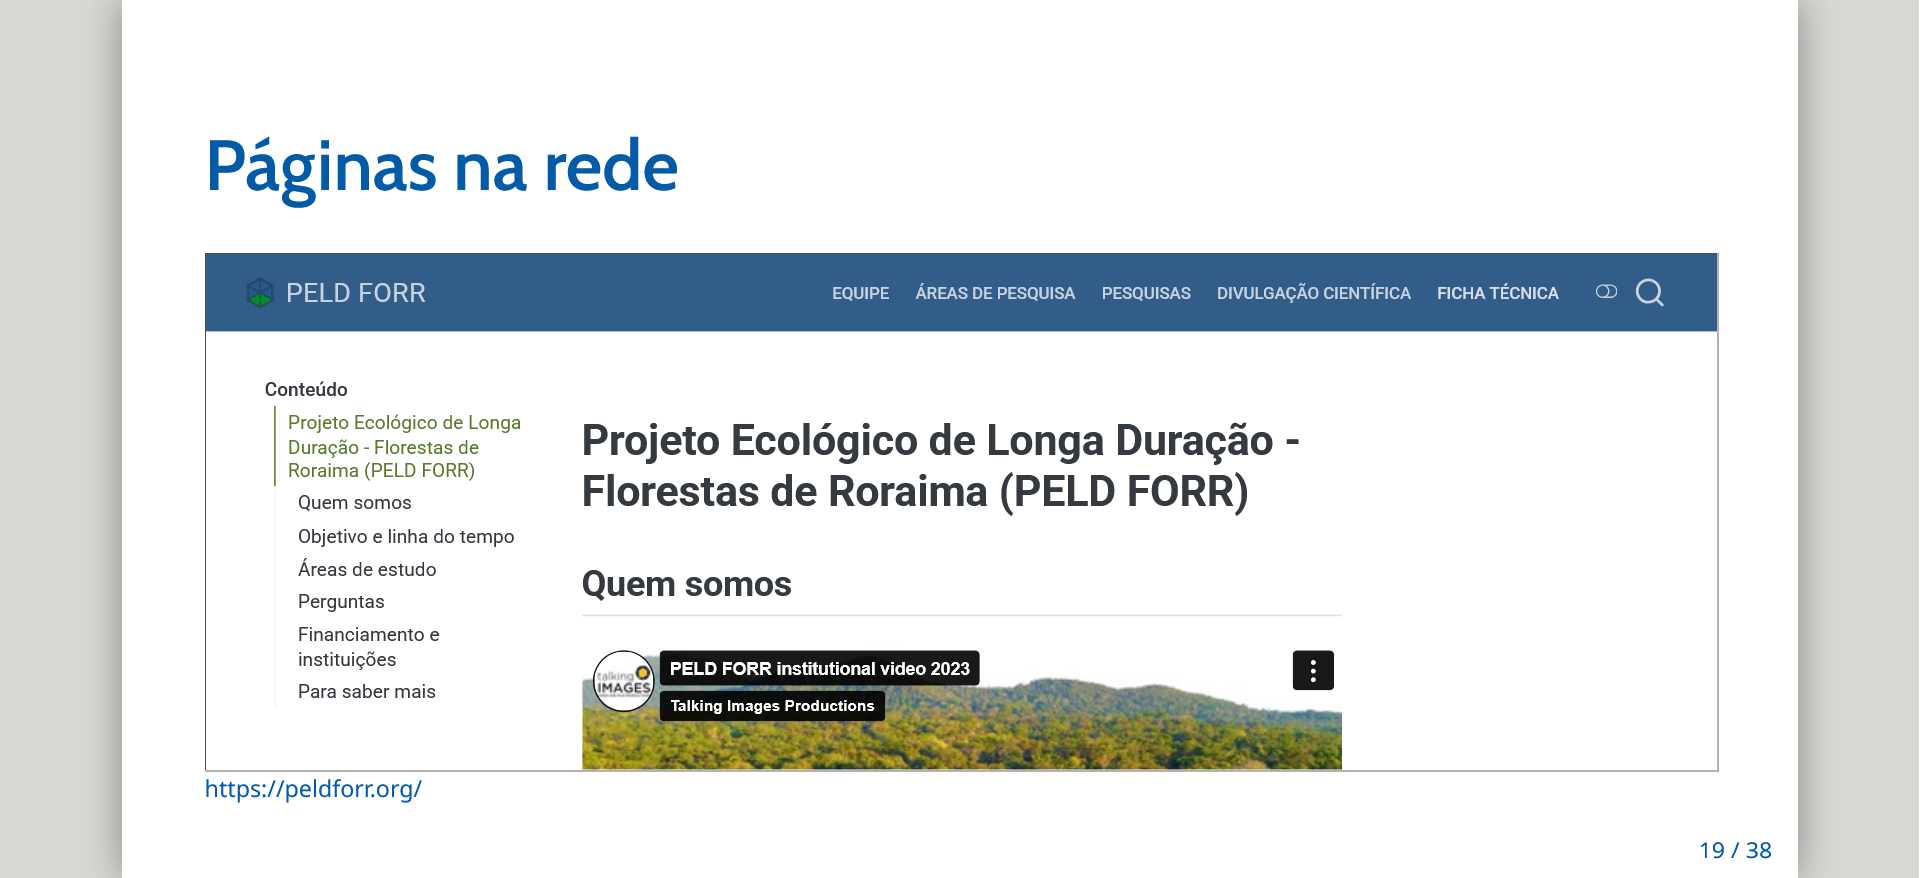 Páginas na rede
PELD FORR
EQUIPE
ÁREAS DE PESQUISA
PESQUISAS
DIVULGAÇÃO CIENTÍFICA
FICHA TÉCNICA
Conteúdo
Projeto Ecológico de Longa
Duração - Florestas de
Roraima (PELD FORR)
Quem somos
Objetivo e linha do tempo
Áreas de estudo
Perguntas
Financiamento e
instituições
Para saber mais
Projeto Ecológico de Longa Duração -
Florestas de Roraima (PELD FORR)
Quem somos
talking
IMAGES
PELD FORR institutional video 2023
Talking Images Productions
https://peldforr.org/
19 / 38